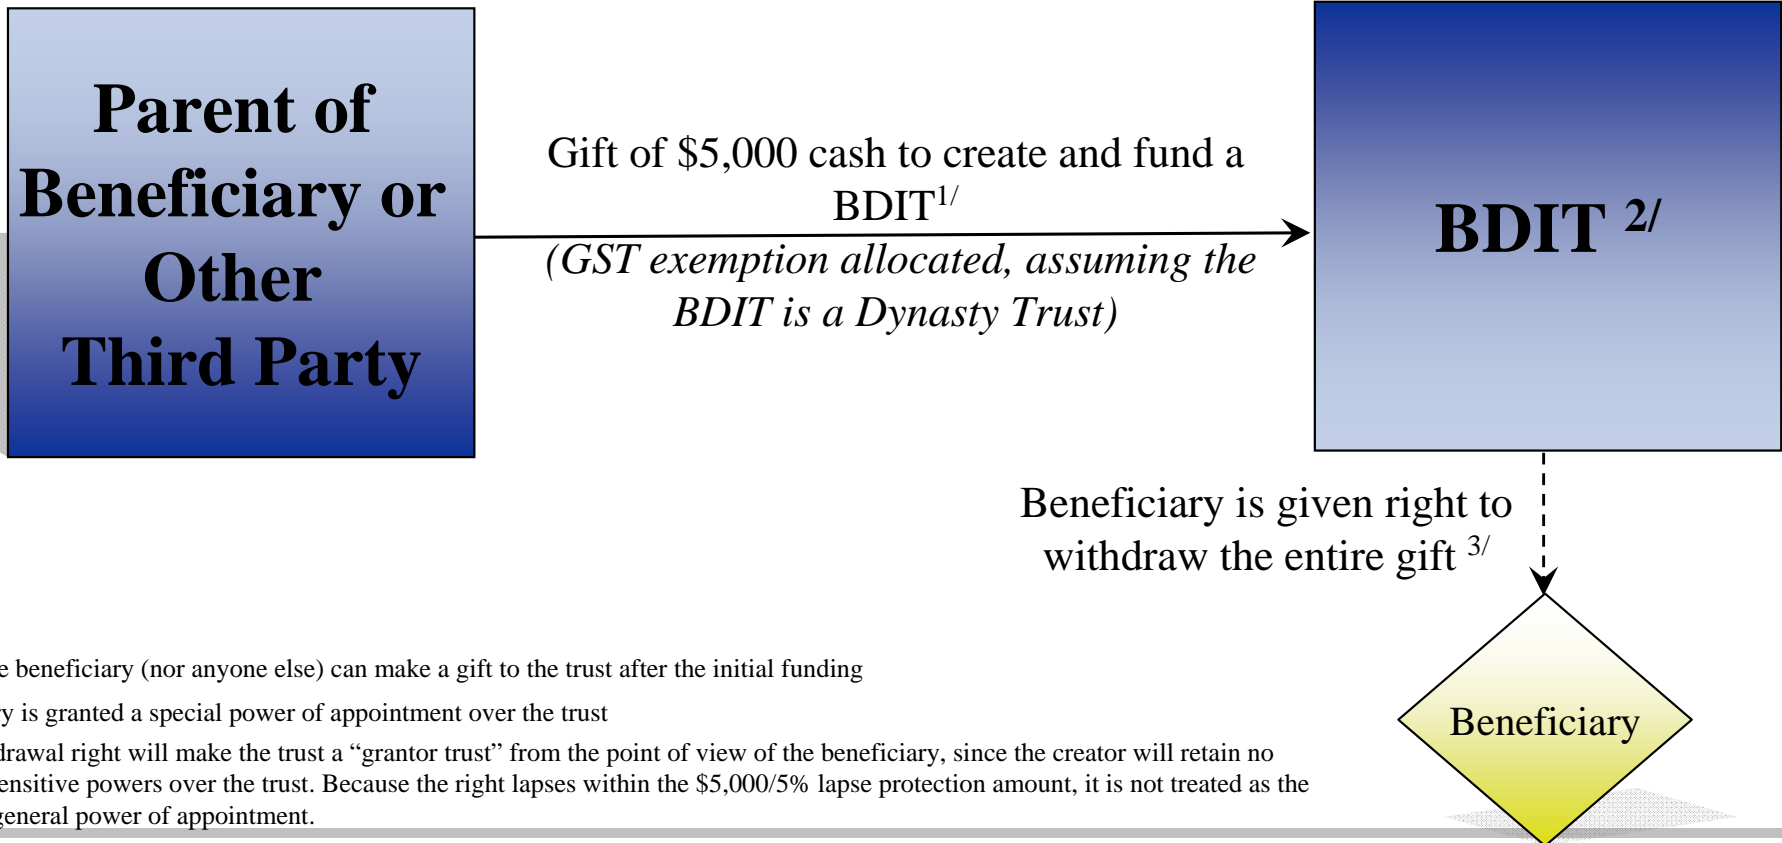 Parent of
Beneficiary or
Other
Third Party
Gift of $5,000 cash to create and fund a
BDIT1/
(GST exemption allocated, assuming the
BDIT is a Dynasty Trust)
BDIT 2/
Beneficiary is given right to
withdraw the entire gift 3/
Beneficiary
beneficiary (nor anyone else) can make a gift to the trust after the initial funding
is granted a special power of appointment over the trust
right will make the trust a “grantor trust” from the point of view of the beneficiary, since the creator will retain no
powers over the trust. Because the right lapses within the $5,000/5% lapse protection amount, it is not treated as the
general power of appointment.